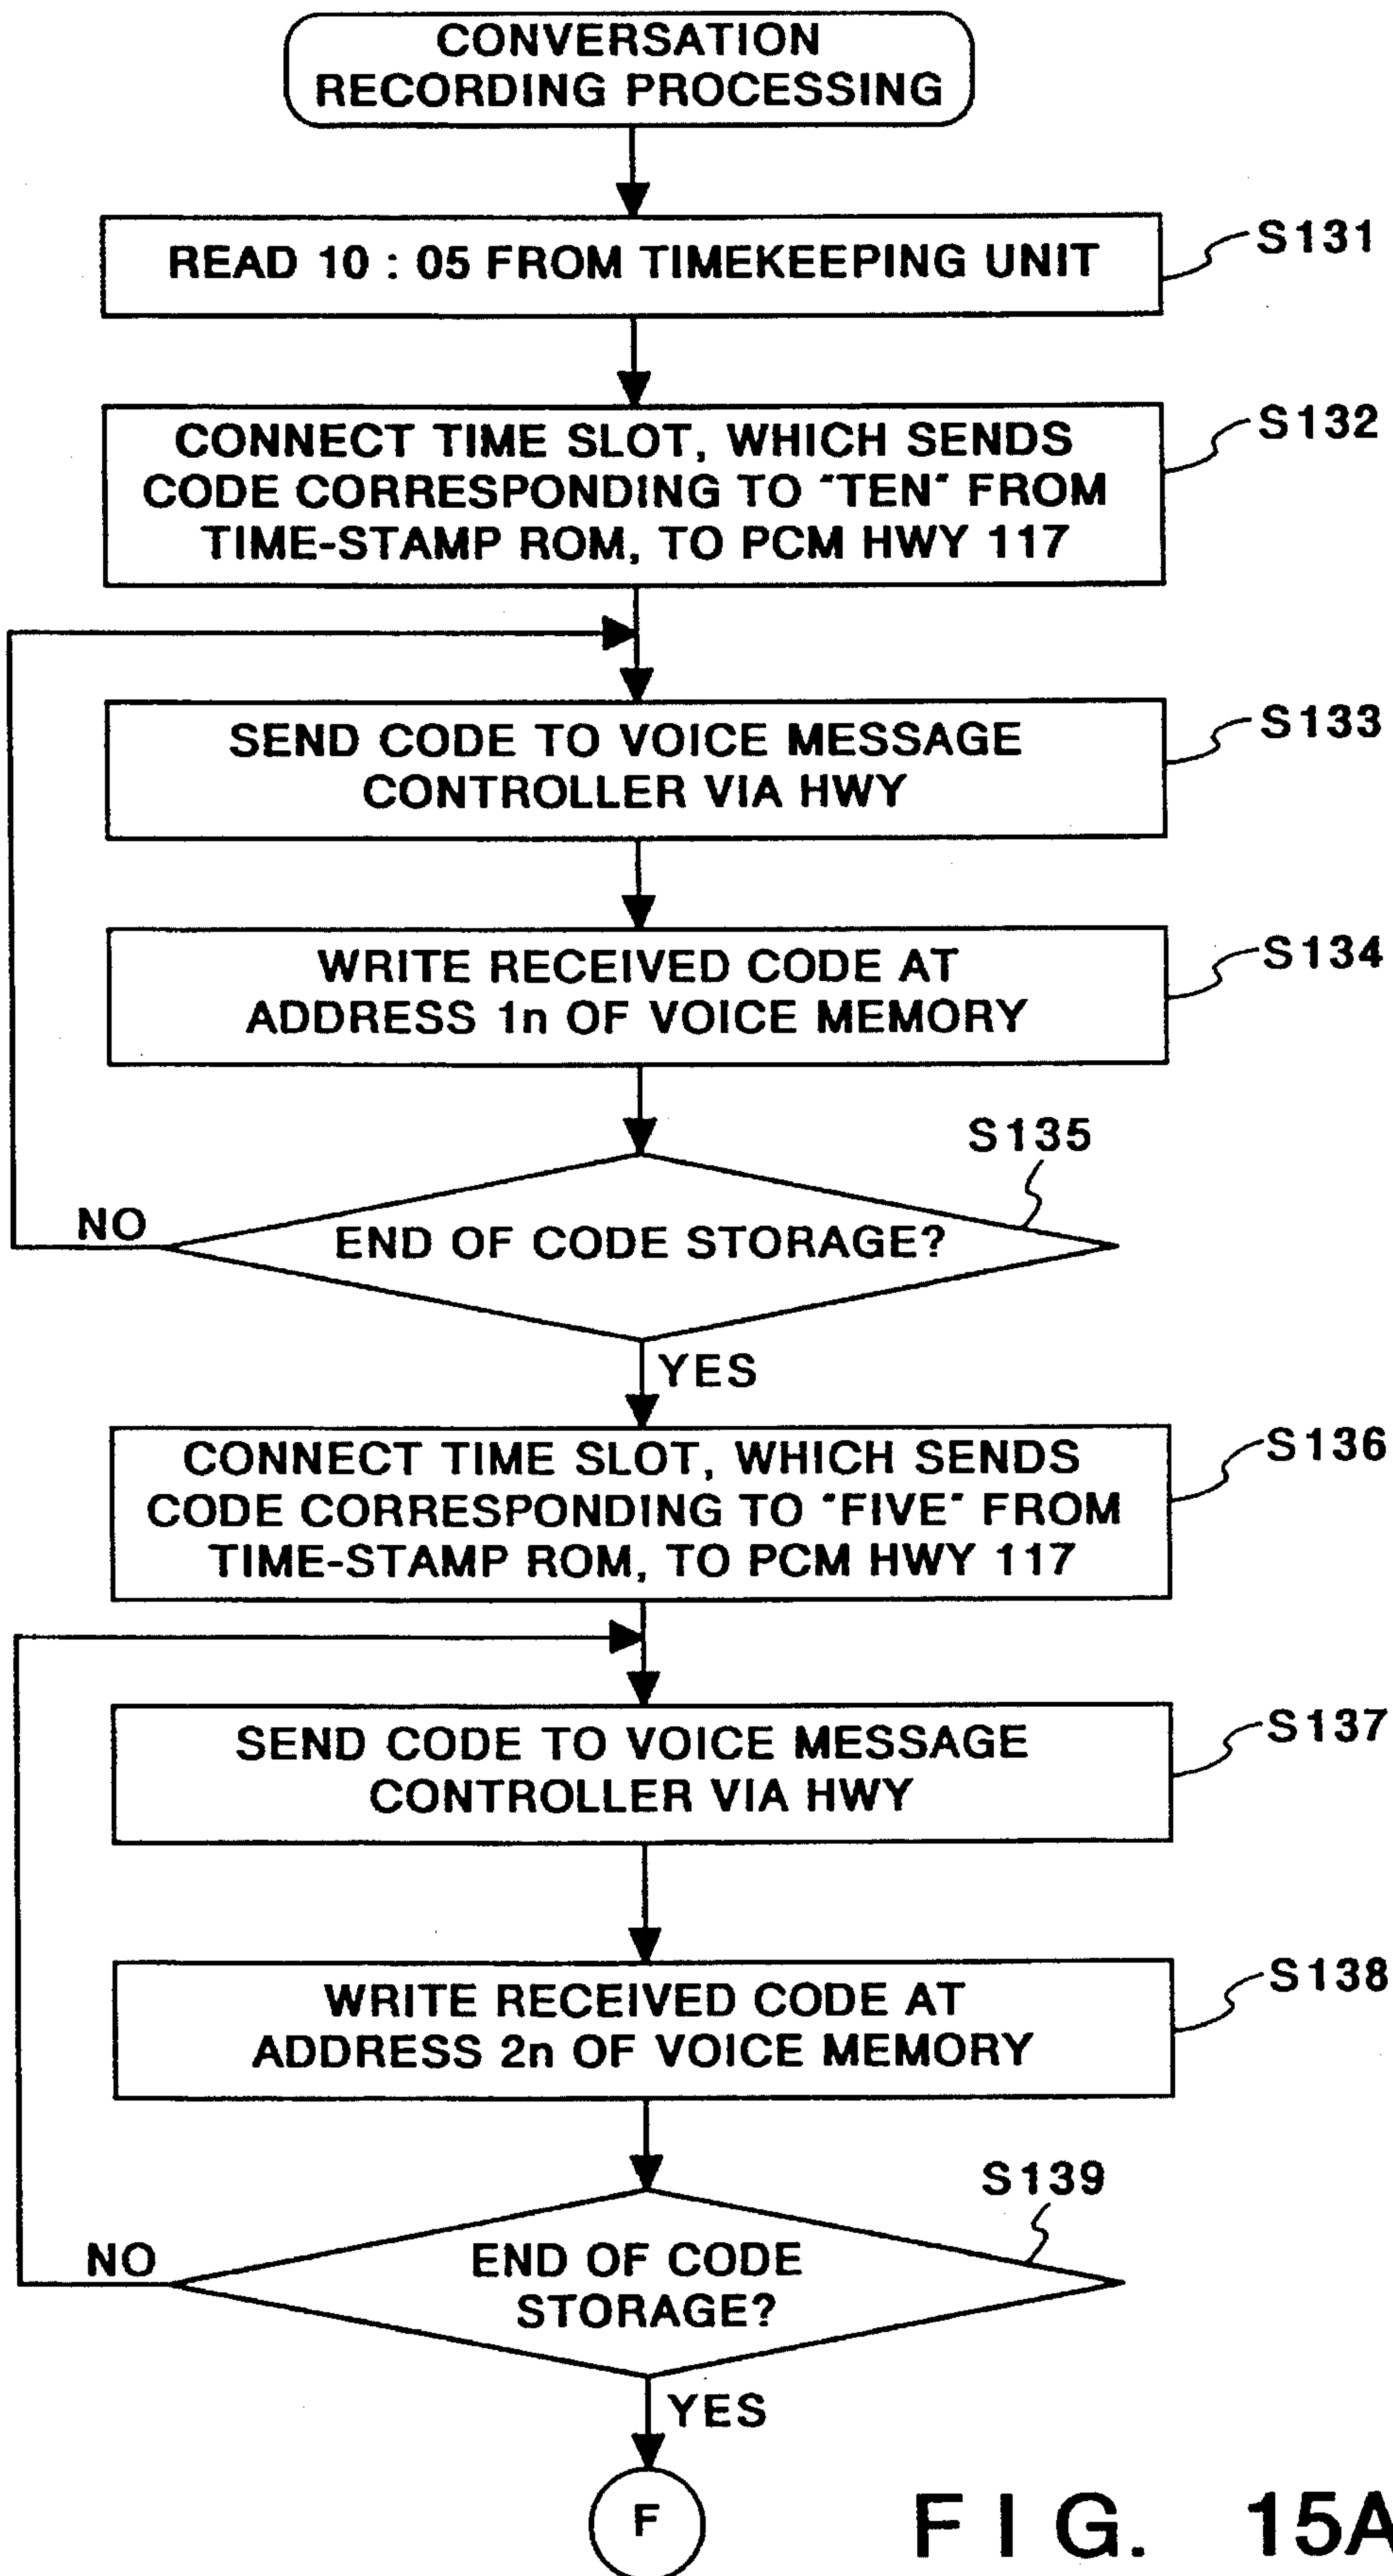 CONVERSATION
RECORDING PROCESSING
READ 10 : 05 FROM TIMEKEEPING UNIT
S131
CONNECT TIME SLOT, WHICH SENDS
CODE CORRESPONDING TO "TEN" FROM
TIME-STAMP ROM, TO PCM HWY 117
S132
SEND CODE TO VOICE MESSAGE
CONTROLLER VIA HWY
S133
WRITE RECEIVED CODE AT
ADDRESS 1n OF VOICE MEMORY
S134
S135
NO
END OF CODE STORAGE?
YES
CONNECT TIME SLOT, WHICH SENDS
CODE CORRESPONDING TO "FIVE" FROM
TIME-STAMP ROM, TO PCM HWY 117
S136
SEND CODE TO VOICE MESSAGE
CONTROLLER VIA HWY
S137
WRITE RECEIVED CODE AT
ADDRESS 2n OF VOICE MEMORY
S138
S139
NO
END OF CODE
STORAGE?
YES
F
FIG. 15A